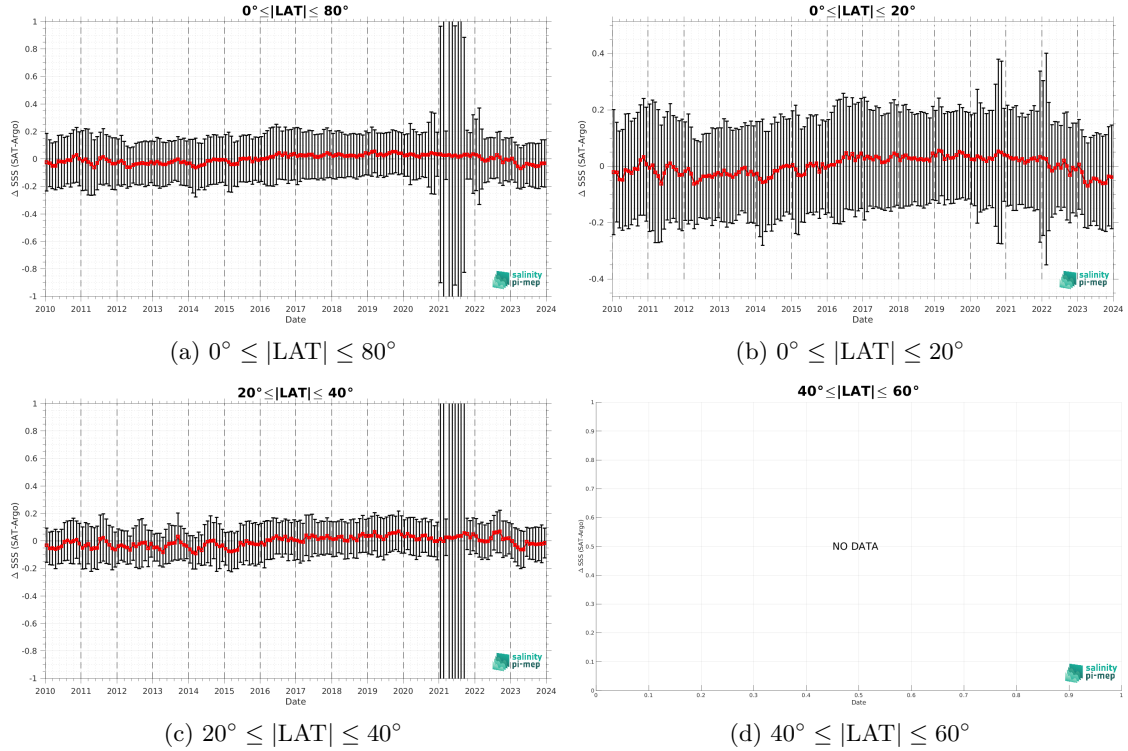 0°≤|LAT|≤ 80°
Δ SSS (SAT-Argo)
1
0.8
0.6
0.4
0.2
0
-0.2
-0.4
-0.6
-0.8
-1
salinity
pi-mep
2010 2011 2012 2013 2014 2015 2016 2017 2018 2019 2020 2021 2022 2023 2024
Date
(a) 0° ≤ |LAT| ≤ 80°
0°≤|LAT|≤ 20°
Δ SSS (SAT-Argo)
0.4
0.2
0
-0.2
-0.4
salinity
pi-mep
2010 2011 2012 2013 2014 2015 2016 2017 2018 2019 2020 2021 2022 2023 2024
Date
(b) 0° ≤ |LAT| ≤ 20°
20°≤|LAT|≤ 40°
Δ SSS (SAT-Argo)
1
0.8
0.6
0.4
0.2
0
-0.2
-0.4
-0.6
-0.8
-1
salinity
pi-mep
2010 2011 2012 2013 2014 2015 2016 2017 2018 2019 2020 2021 2022 2023 2024
Date
(c) 20° ≤ |LAT| ≤ 40°
40°≤|LAT|≤ 60°
Δ SSS (SAT-Argo)
1
0.9
0.8
0.7
0.6
0.5
0.4
0.3
0.2
0.1
0
NO DATA
salinity
pi-mep
0 0.1 0.2 0.3 0.4 0.5 0.6 0.7 0.8 0.9 1
Date
(d) 40° ≤ |LAT| ≤ 60°